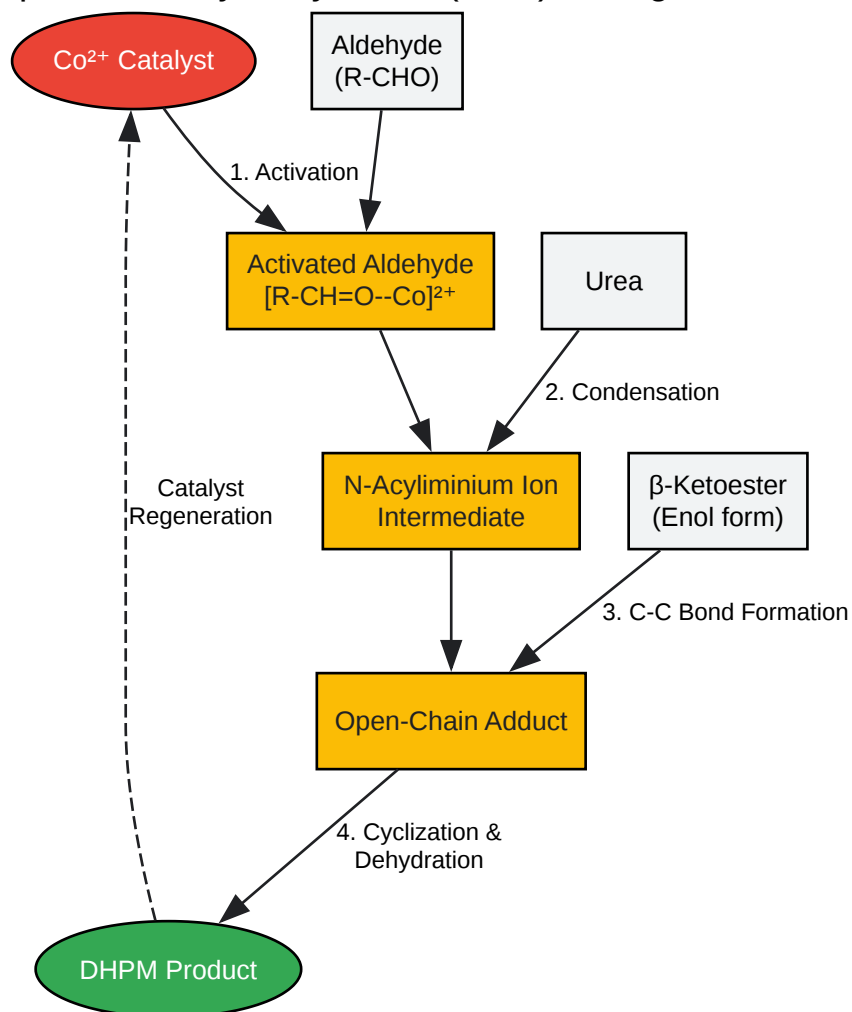 Co²⁺ Catalyst
Aldehyde
(R-CHO)
1. Activation
Activated Aldehyde
[R-CH=O--Co]²⁺
Urea
2. Condensation
N-Acyliminium Ion
Intermediate
β-Ketoester
(Enol form)
Catalyst
Regeneration
3. C-C Bond Formation
Open-Chain Adduct
4. Cyclization &
Dehydration
DHPM Product